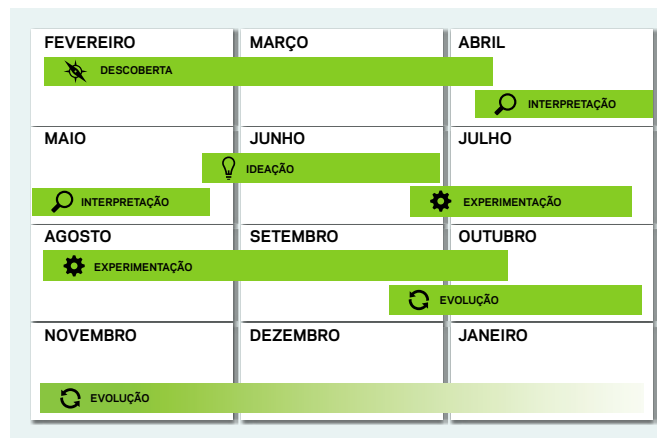 FEVEREIRO MARÇO ABRIL
DESCOBERTA
INTERPRETAÇÃO
MAIO JUNHO JULHO
IDEAÇÃO
INTERPRETAÇÃO EXPERIMENTAÇÃO
AGOSTO SETEMBRO OUTUBRO
EXPERIMENTAÇÃO
EVOLUÇÃO
NOVEMBRO DEZEMBRO JANEIRO
EVOLUÇÃO